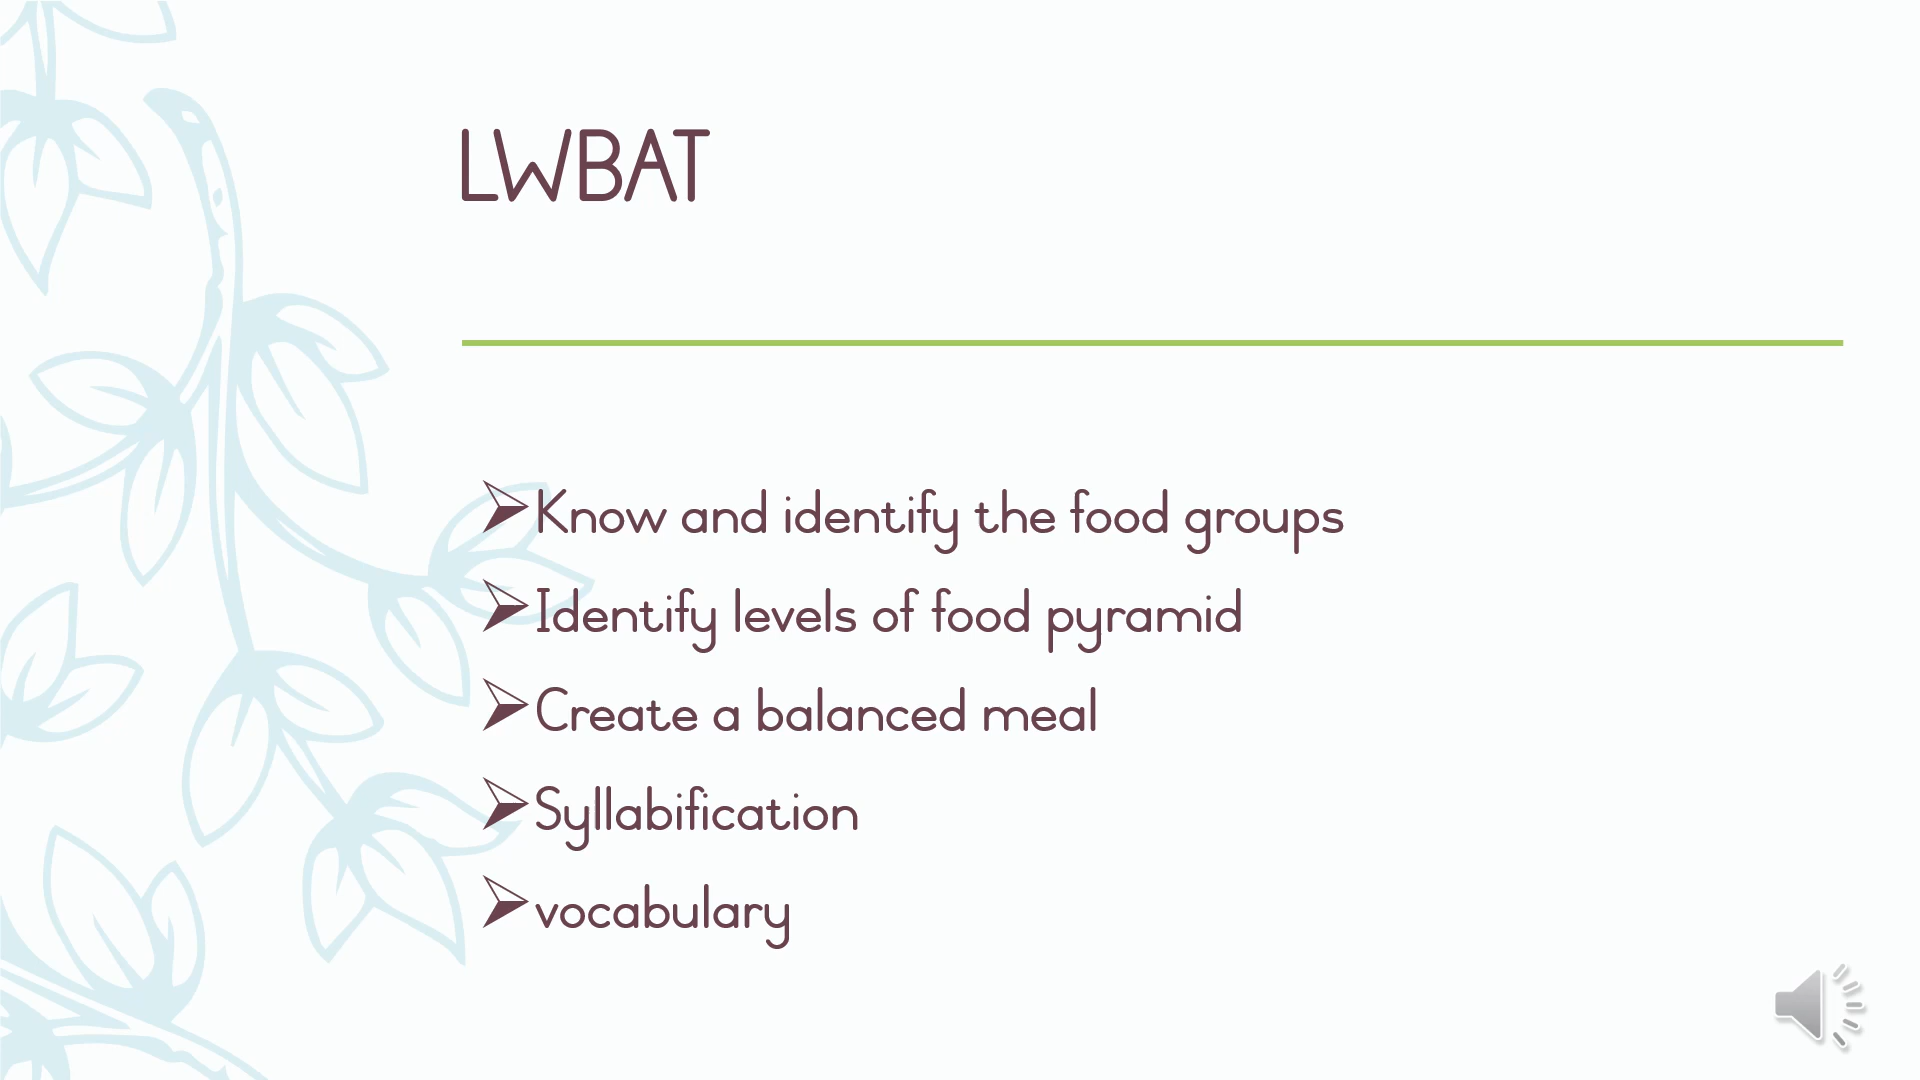 LWBAT
Know and identify the food groups
Identify levels of food pyramid
Create a balanced meal
Syllabification
vocabulary